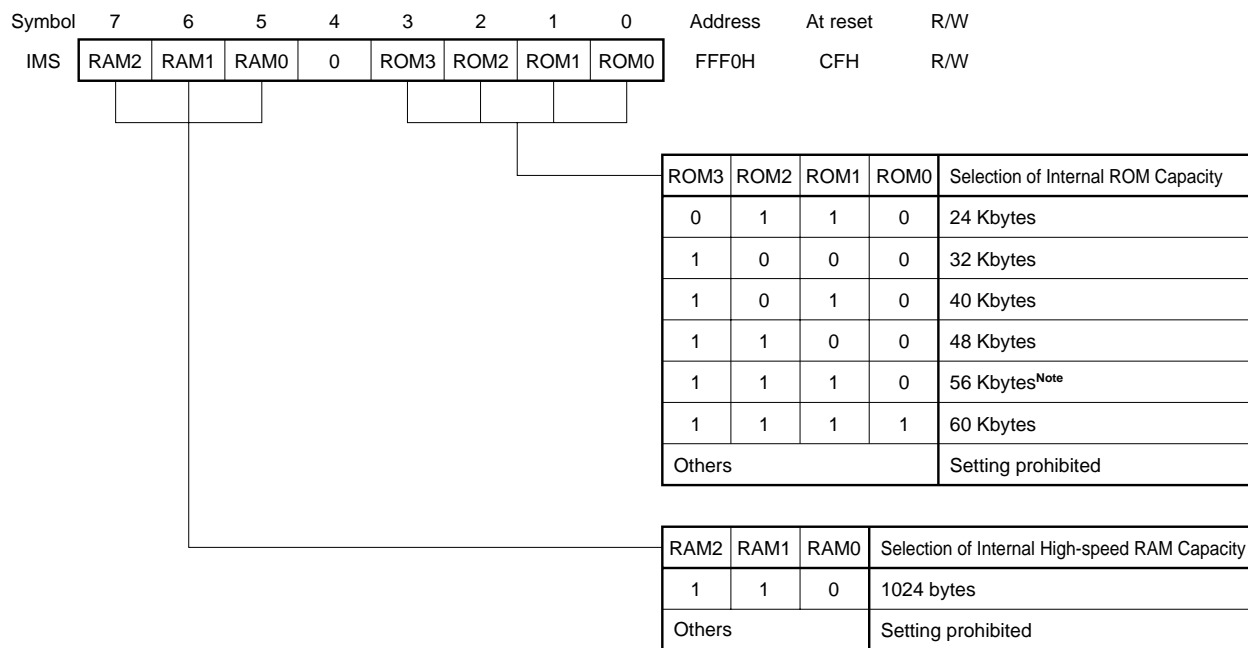 Symbol 7 6 5 4 3 2 1 0 Address At reset R/W
IMS RAM2 RAM1 RAM0 0 ROM3 ROM2 ROM1 ROM0 FFF0H CFH R/W
ROM3 ROM2 ROM1 ROM0 Selection of Internal ROM Capacity
0 1 1 0 24 Kbytes
1 0 0 0 32 Kbytes
1 0 1 0 40 Kbytes
1 1 0 0 48 Kbytes
1 1 1 0 56 KbytesNote
1 1 1 1 60 Kbytes
Others Setting prohibited
RAM2 RAM1 RAM0 Selection of Internal High-speed RAM Capacity
1 1 0 1024 bytes
Others Setting prohibited